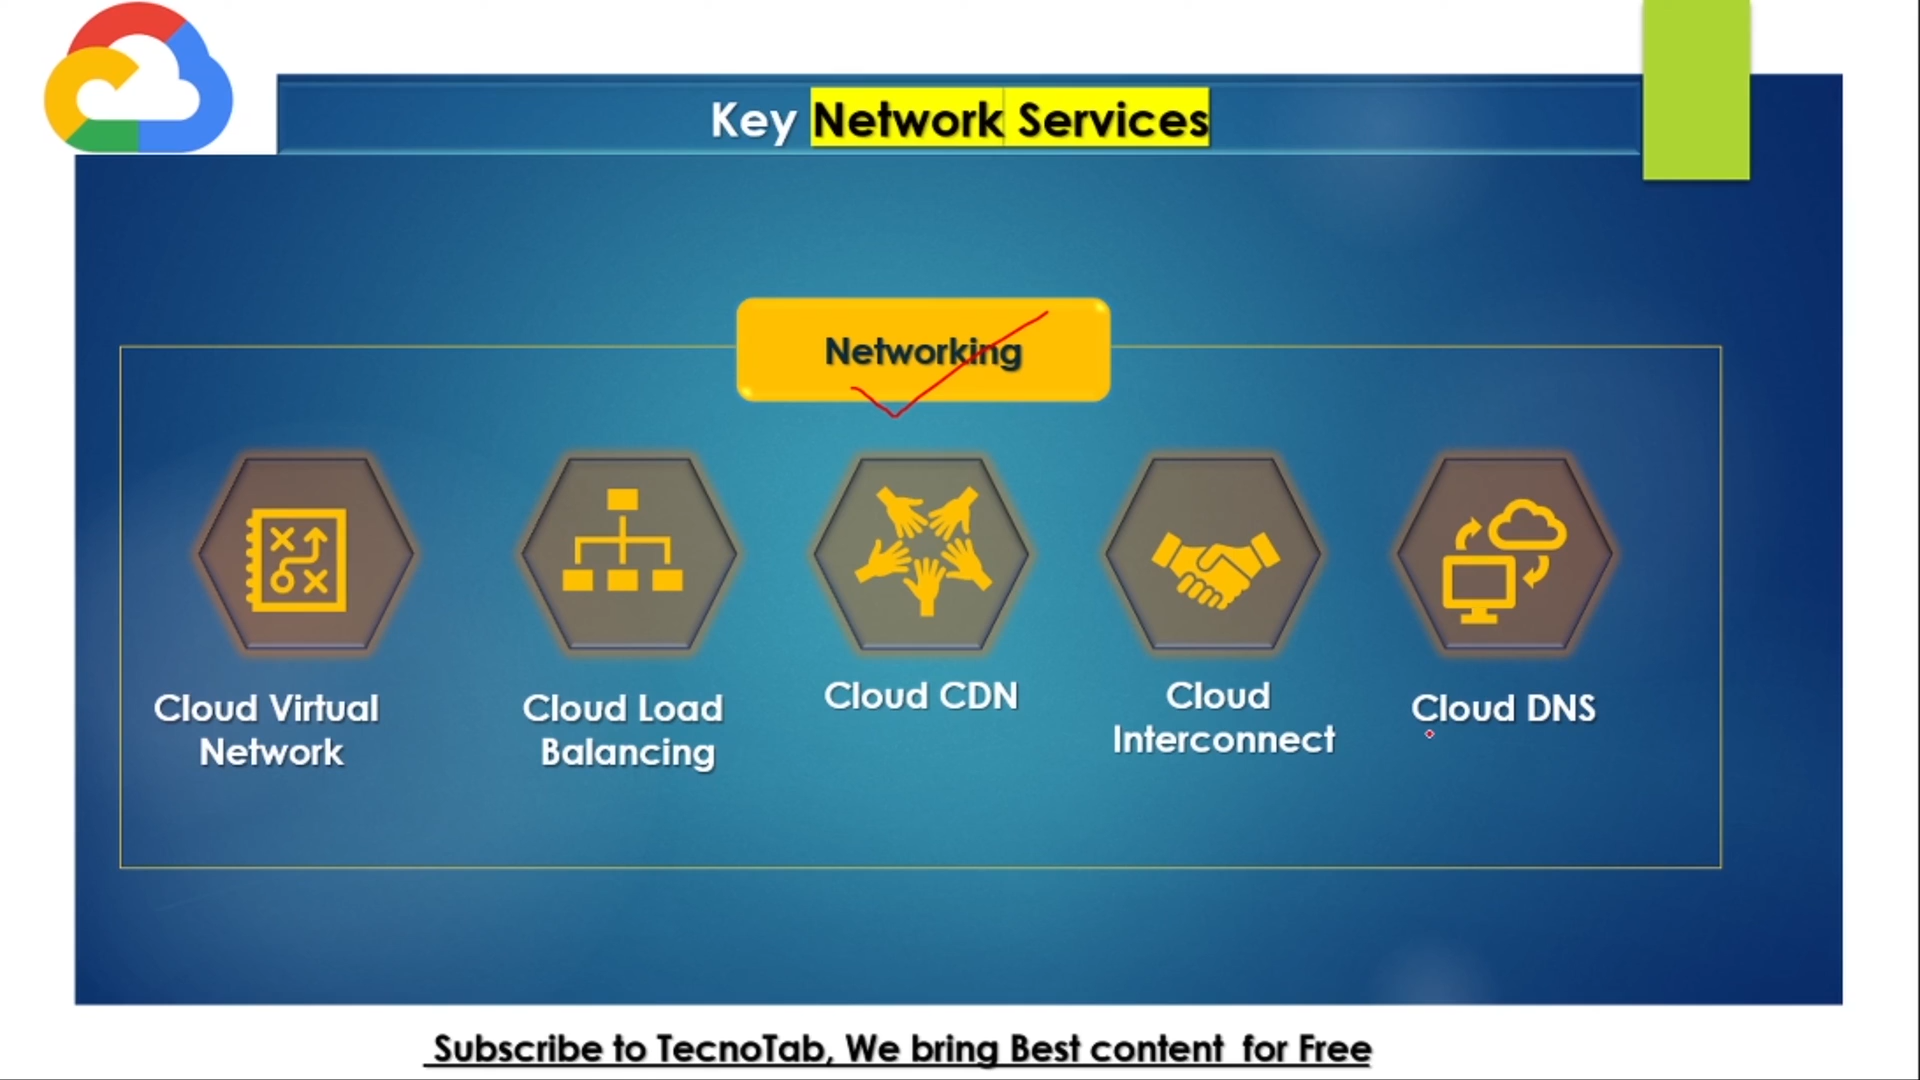 Key Network Services
Networking
Cloud Virtual
Network
Cloud Load
Balancing
Cloud CDN
Cloud
Interconnect
Cloud DNS
Subscribe to TecnoTab, We bring Best content  for Free